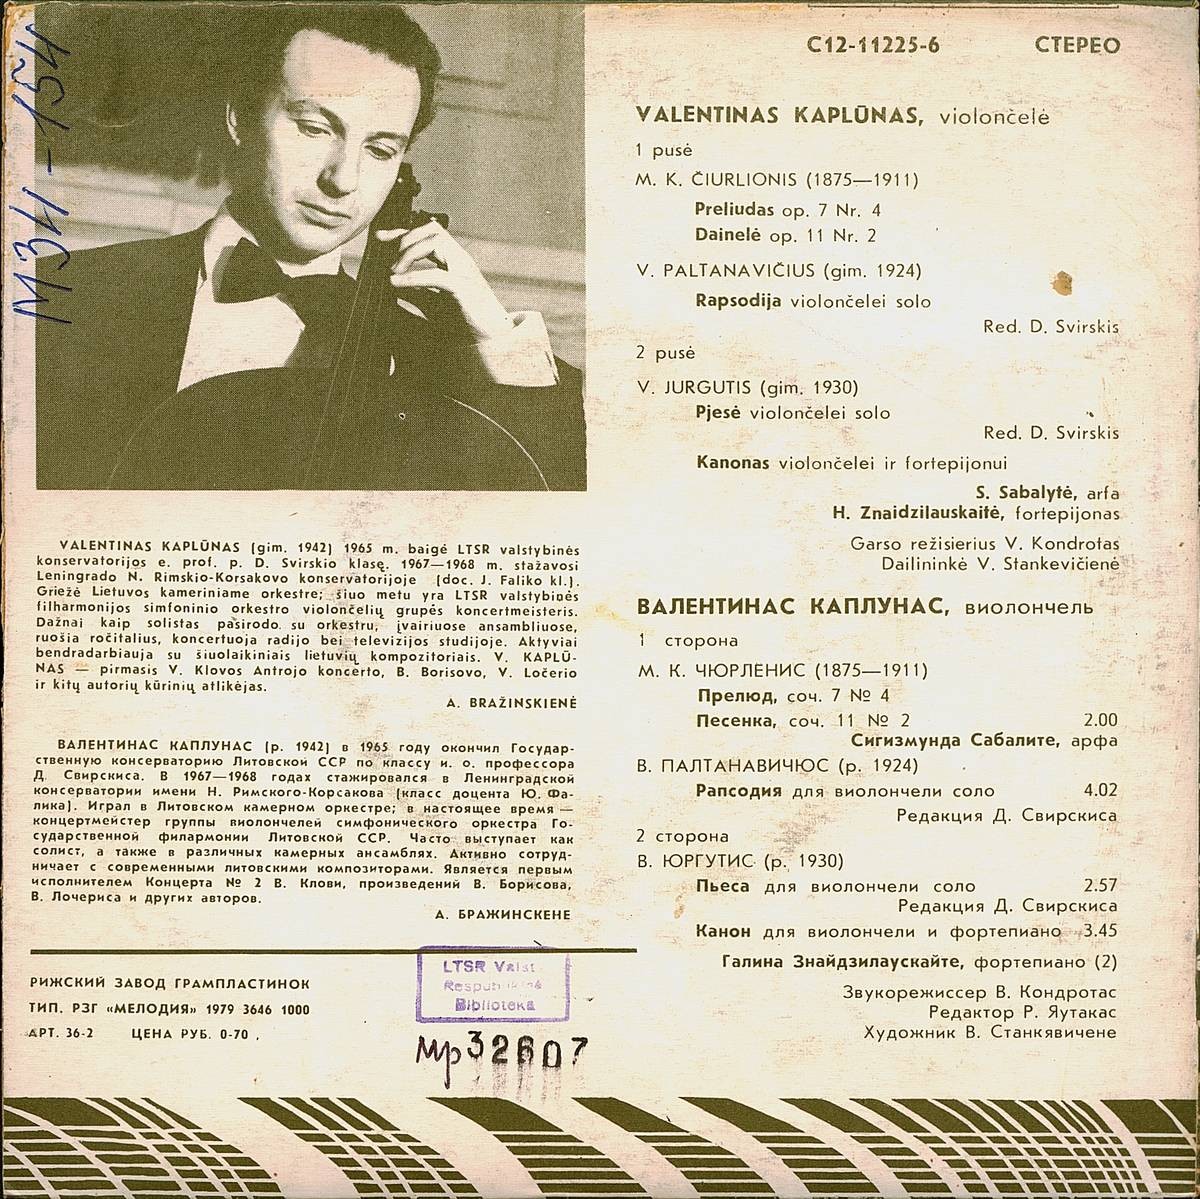 МЗИ-154
С12-11225-6 СТЕРЕО
VALENTINAS KAPLŪNAS, violončelė
1 pusė
M. K. ČIURLIONIS (1875—1911)
Preliudas op. 7 Nr. 4
Dainelė op. 11 Nr. 2
V. PALTANAVIČIUS (gim. 1924)
Rapsodija violončelei solo
Red. D. Svirskis
2 pusė
V. JURGUTIS (gim. 1930)
Pjesė violončelei solo
Red. D. Svirskis
Kanonas violončelei ir fortepijonui
S. Sabalytė, arfa
H. Znaidzilauskaitė, fortepijonas
Garso režisierius V. Kondrotas
Dailininkė V. Stankevičienė
ВАЛЕНТИНАС КАПЛУНАС, виолончель
1 сторона
М. К. ЧЮРЛЕНИС (1875—1911)
Прелюд, соч. 7 № 4
Песенка, соч. 11 № 2 2.00
Сигизмунда Сабалите, арфа
В. ПАЛТАНАВИЧЮС (р. 1924)
Рапсодия для виолончели соло 4.02
Редакция Д. Свирскиса
2 сторона
В. ЮРГУТИС (р. 1930)
Пьеса для виолончели соло 2.57
Редакция Д. Свирскиса
Канон для виолончели и фортепиано 3.45
Галина Знайдзилаускайте, фортепиано (2)
Звукорежиссер В. Кондротас
Редактор Р. Яутакас
Художник В. Станкявичене
VALENTINAS KAPLŪNAS (gim. 1942) 1965 m. baigė LTSR valstybinės
konservatorijos e. prof. p. D. Svirskio klasę. 1967—1968 m. stažavosi
Leningrado N. Rimskio-Korsakovo konservatorijoje (doc. J. Faliko kl.).
Griežė Lietuvos kameriniame orkestre; šiuo metu yra LTSR valstybinės
filharmonijos simfoninio orkestro violončelių grupės koncertmeisteris.
Dažnai kaip solistas pasirodo su orkestru, įvairiuose ansambliuose,
ruošia rečitalius, koncertuoja radijo bei televizijos studijoje. Aktyviai
bendradarbiauja su šiuolaikiniais lietuvių kompozitoriais. V. KAPLŪ-
NAS — pirmasis V. Klovos Antrojo koncerto, B. Borisovo, V. Ločerio
ir kitų autorių kūrinių atlikėjas.
A. BRAŽINSKIENĖ
ВАЛЕНТИНАС КАПЛУНАС (р. 1942) в 1965 году окончил Государ-
ственную консерваторию Литовской ССР по классу и. о. профессора
Д. Свирскиса. В 1967—1968 годах стажировался в Ленинградской
консерватории имени Н. Римского-Корсакова (класс доцента Ю. Фа-
лика). Играл в Литовском камерном оркестре; в настоящее время —
концертмейстер группы виолончелей симфонического оркестра Го-
сударственной филармонии Литовской ССР. Часто выступает как
солист, а также в различных камерных ансамблях. Активно сотруд-
ничает с современными литовскими композиторами. Является первым
исполнителем Концерта № 2 В. Клови, произведений В. Борисова,
В. Лочериса и других авторов.
А. БРАЖИНСКЕНЕ
РИЖСКИЙ ЗАВОД ГРАМПЛАСТИНОК
ТИП. РЗГ «МЕЛОДИЯ» 1979 3646 1000
АРТ. 36-2 ЦЕНА РУБ. 0-70
LTSR Valst.
Respublikinė
Biblioteka
Mp 32607